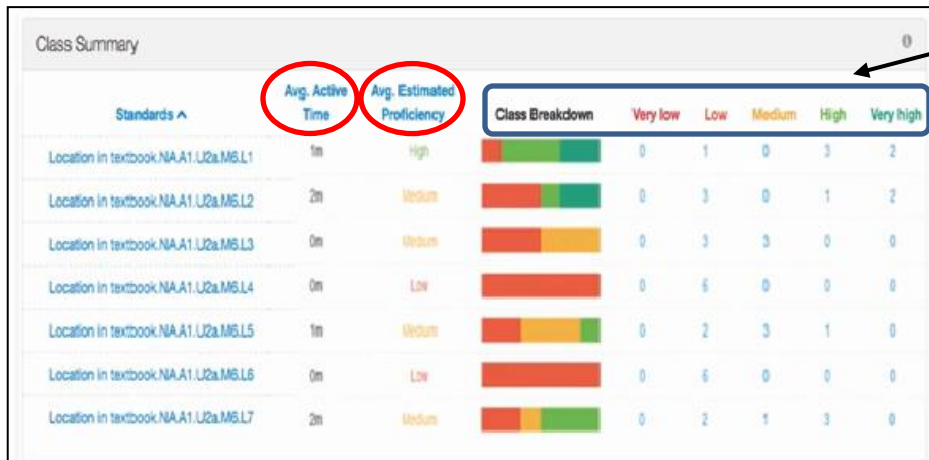 Class Summary
Standards Avg. Active Time Avg. Estimated Proficiency Class Breakdown Very low Low Medium High Very high
Location in textbook.NIA.A1.U2a.M6.L1 1m High 0 1 0 3 2
Location in textbook.NIA.A1.U2a.M6.L2 2m Medium 0 3 0 1 2
Location in textbook.NIA.A1.U2a.M6.L3 0m Medium 0 3 3 0 0
Location in textbook.NIA.A1.U2a.M6.L4 0m Low 0 6 0 0 0
Location in textbook.NIA.A1.U2a.M6.L5 1m Medium 0 2 3 1 0
Location in textbook.NIA.A1.U2a.M6.L6 0m Low 0 6 0 0 0
Location in textbook.NIA.A1.U2a.M6.L7 2m Medium 0 2 1 3 0